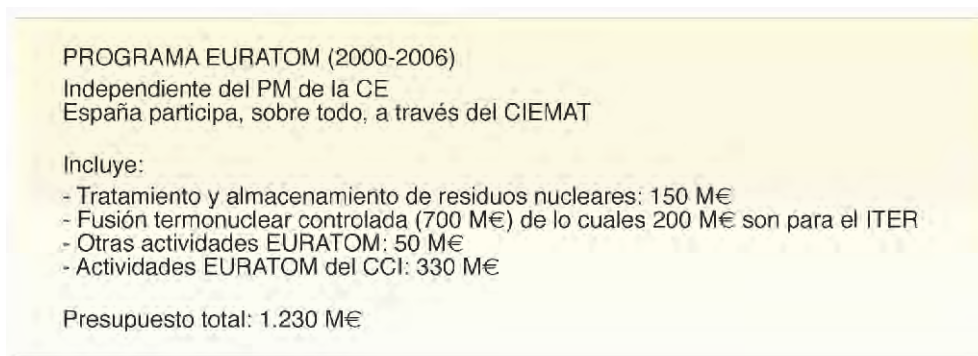 PROGRAMA EURATOM (2000-2006)
Independiente del PM de la CE
España participa, sobre todo, a través del CIEMAT
Incluye:
- Tratamiento y almacenamiento de residuos nucleares: 150 M€
- Fusión termonuclear controlada (700 M€) de lo cuales 200 M€ son para el ITER
- Otras actividades EURATOM: 50 M€
- Actividades EURATOM del CCI: 330 M€
Presupuesto total: 1.230 M€